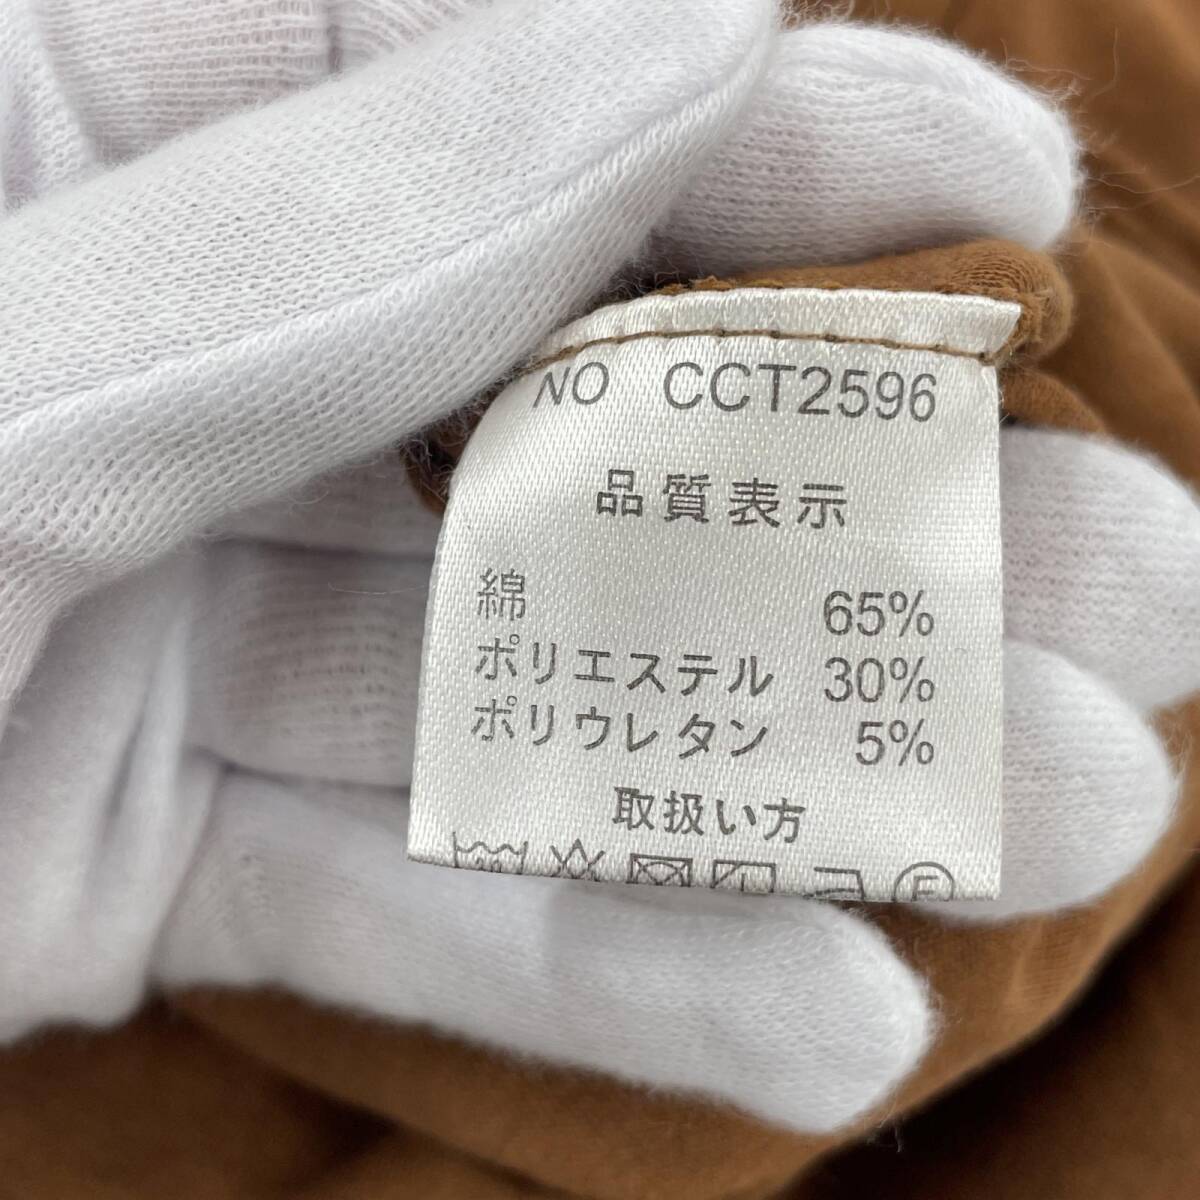 NO CCT2596
品質表示
綿 65%
ポリエステル 30%
ポリウレタン 5%
取扱い方
F